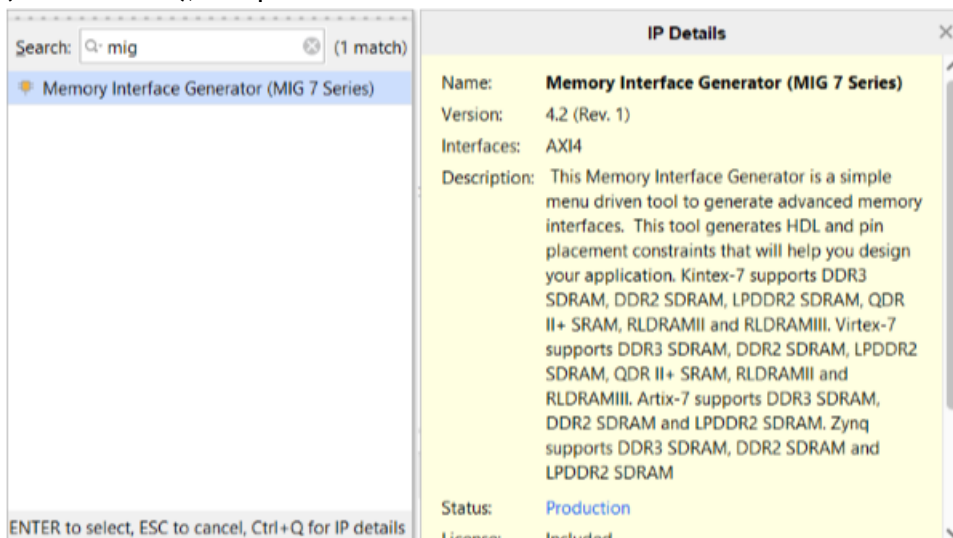 Search: mig (1 match)
Memory Interface Generator (MIG 7 Series)
ENTER to select, ESC to cancel, Ctrl+Q for IP details
IP Details
Name: Memory Interface Generator (MIG 7 Series)
Version: 4.2 (Rev. 1)
Interfaces: AXI4
Description: This Memory Interface Generator is a simple
menu driven tool to generate advanced memory
interfaces. This tool generates HDL and pin
placement constraints that will help you design
your application. Kintex-7 supports DDR3
SDRAM, DDR2 SDRAM, LPDDR2 SDRAM, QDR
II+ SRAM, RLDRAMII and RLDRAMIII. Virtex-7
supports DDR3 SDRAM, DDR2 SDRAM, LPDDR2
SDRAM, QDR II+ SRAM, RLDRAMII and
RLDRAMIII. Artix-7 supports DDR3 SDRAM,
DDR2 SDRAM and LPDDR2 SDRAM. Zynq
supports DDR3 SDRAM, DDR2 SDRAM and
LPDDR2 SDRAM
Status: Production
License: Included